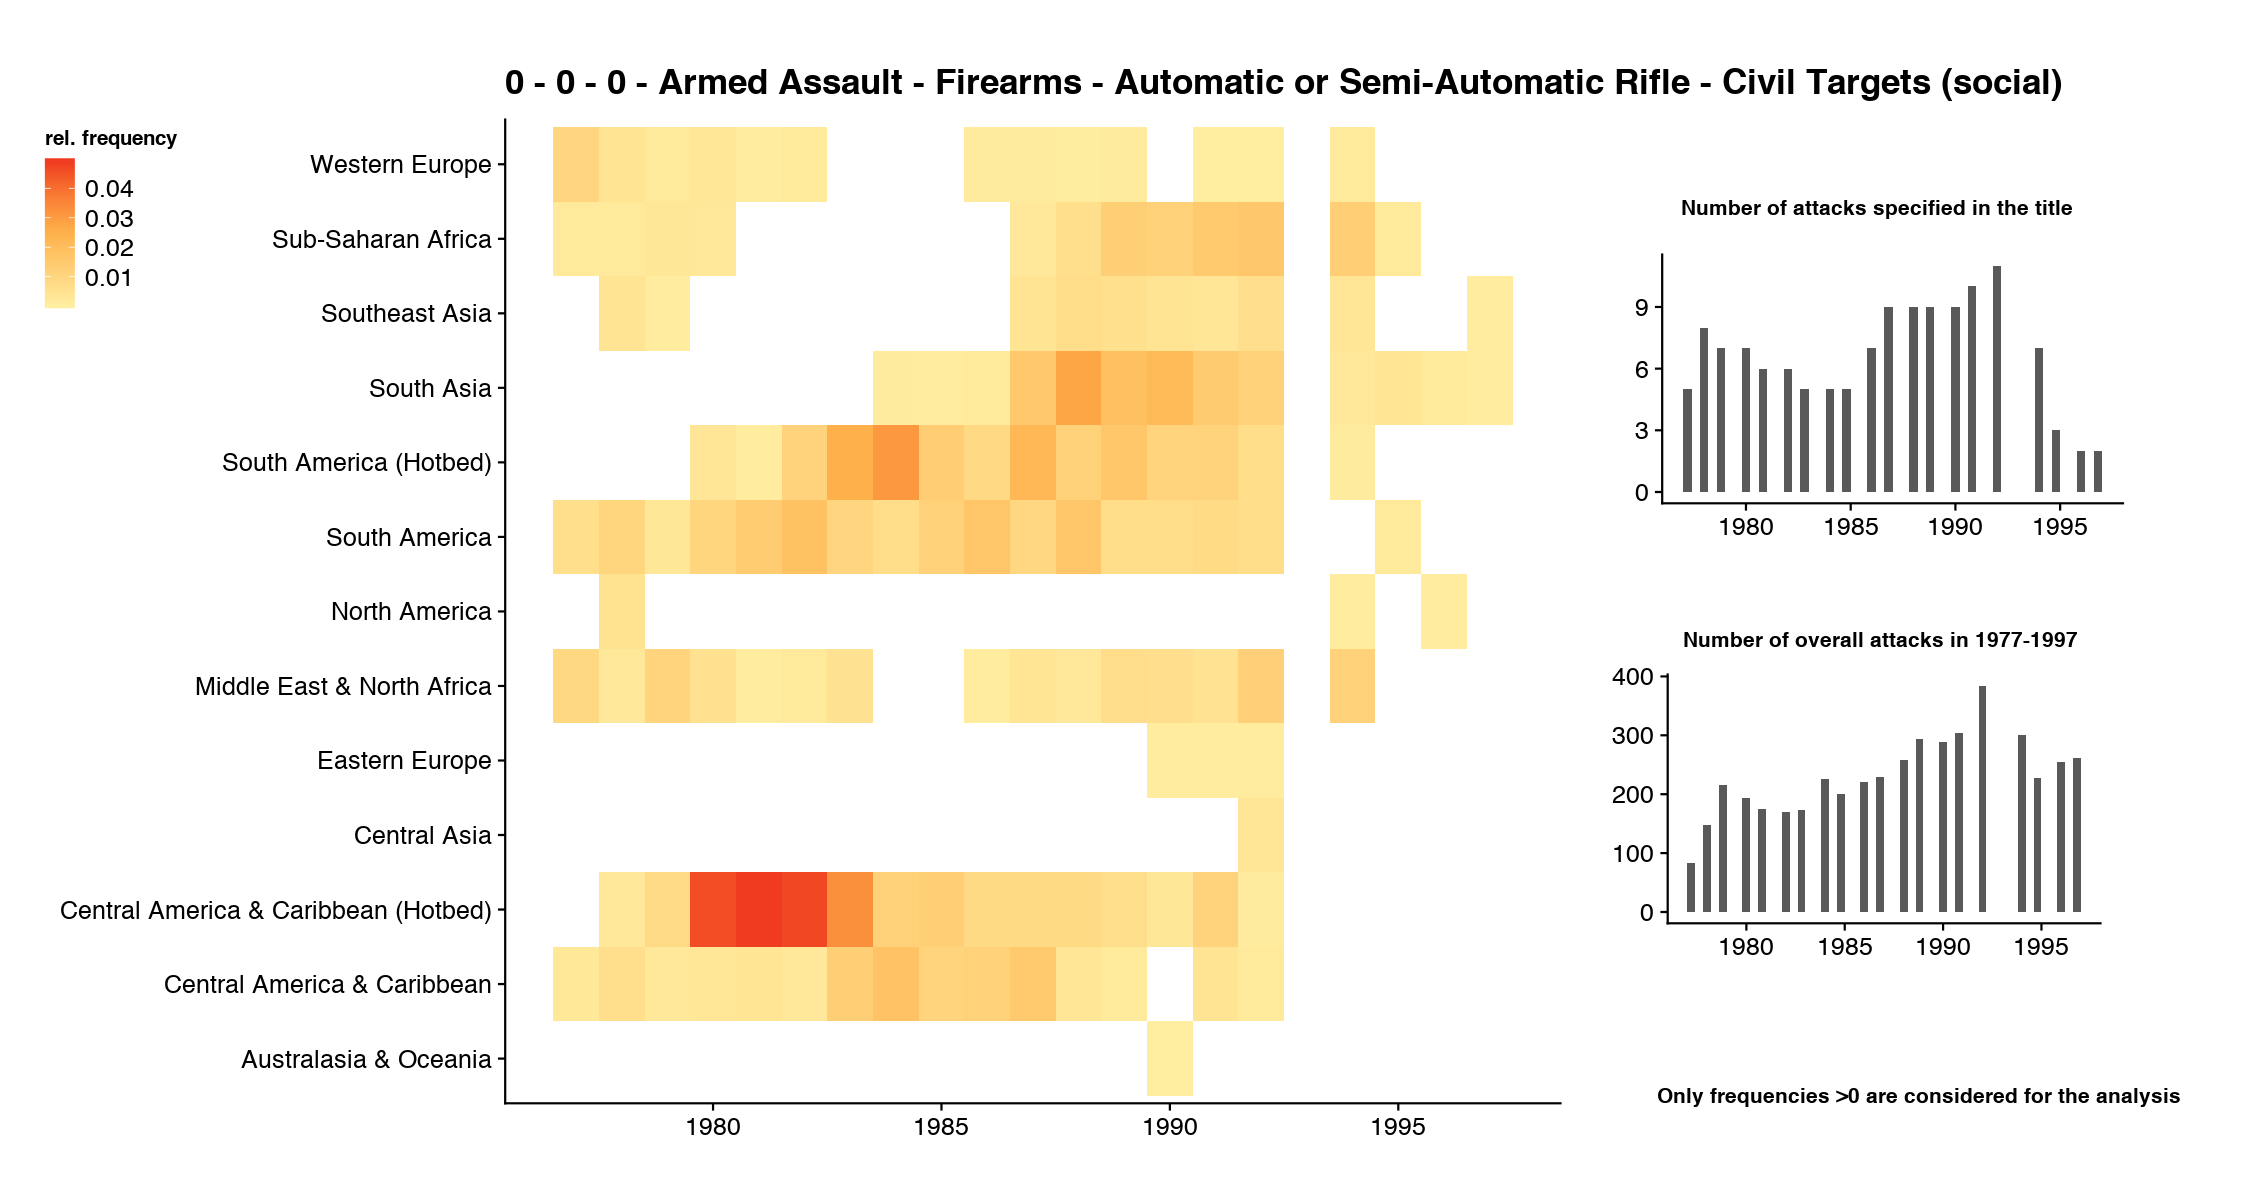 0 - 0 - 0 - Armed Assault - Firearms - Automatic or Semi-Automatic Rifle - Civil Targets (social)
rel. frequency
0.04
0.03
0.02
0.01
Western Europe
Sub-Saharan Africa
Southeast Asia
South Asia
South America (Hotbed)
South America
North America
Middle East & North Africa
Eastern Europe
Central Asia
Central America & Caribbean (Hotbed)
Central America & Caribbean
Australasia & Oceania
1980 1985 1990 1995
Number of attacks specified in the title
9
6
3
0
1980 1985 1990 1995
Number of overall attacks in 1977-1997
400
300
200
100
0
1980 1985 1990 1995
Only frequencies >0 are considered for the analysis